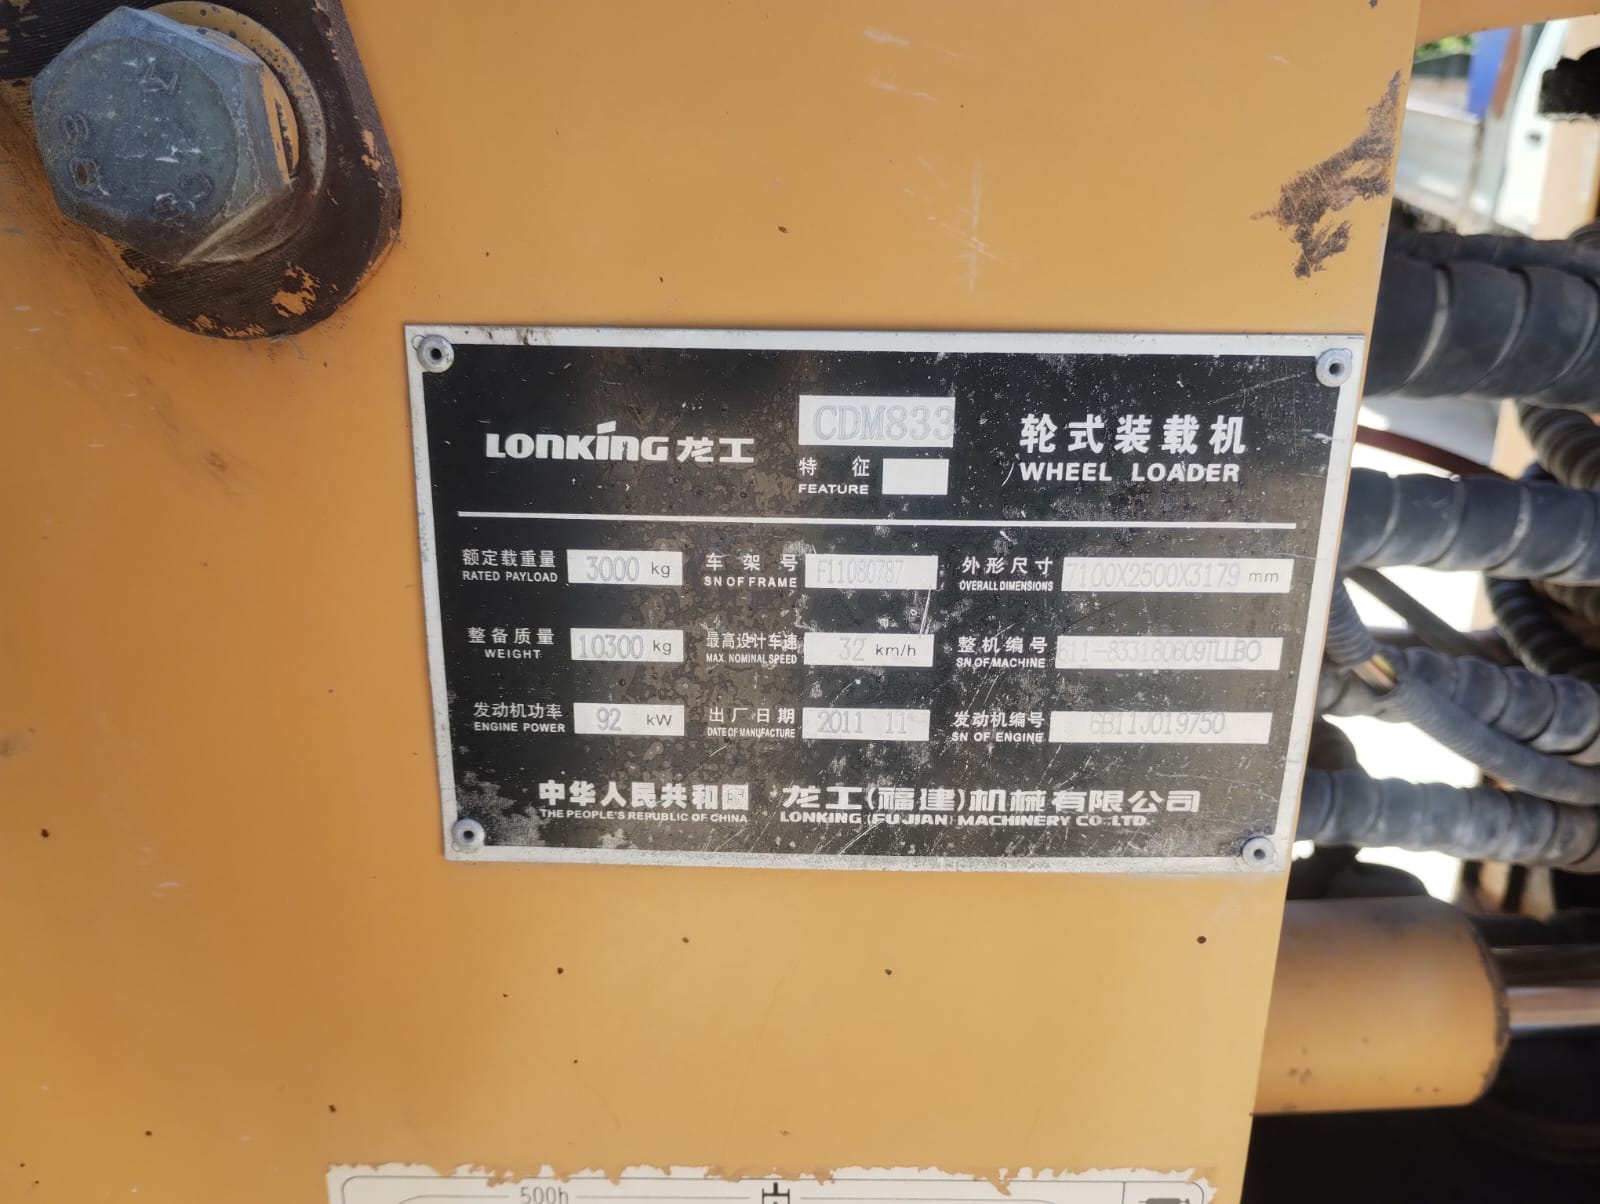 8.8
LONKING 龙工
CDM833
特 征
FEATURE
轮式装载机
WHEEL LOADER
额定载重量 3000 kg
RATED PAYLOAD
车 架 号 F11080787
SN OF FRAME
外形尺寸 7100X2500X3179 mm
OVERALL DIMENSIONS
整备质量 10300 kg
WEIGHT
最高设计车速 32 km/h
MAX. NOMINAL SPEED
整机编号 611-833180609TLLBO
SN OF MACHINE
发动机功率 92 kW
ENGINE POWER
出厂日期 2011 11
DATE OF MANUFACTURE
发动机编号 6B11J019750
SN OF ENGINE
中华人民共和国
THE PEOPLE'S REPUBLIC OF CHINA
龙工(福建)机械有限公司
LONKING (FUJIAN) MACHINERY CO.,LTD.
500h